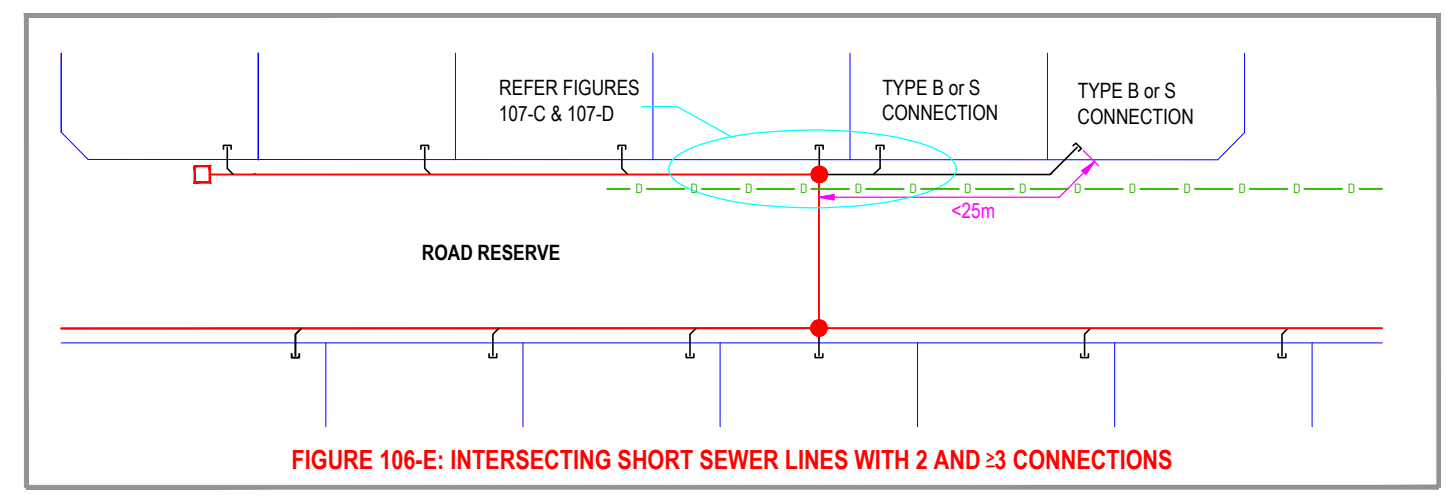 REFER FIGURES
107-C & 107-D
TYPE B or S
CONNECTION
TYPE B or S
CONNECTION
D D D D D D D D D D D D D D
<25m
ROAD RESERVE
FIGURE 106-E: INTERSECTING SHORT SEWER LINES WITH 2 AND ≥3 CONNECTIONS